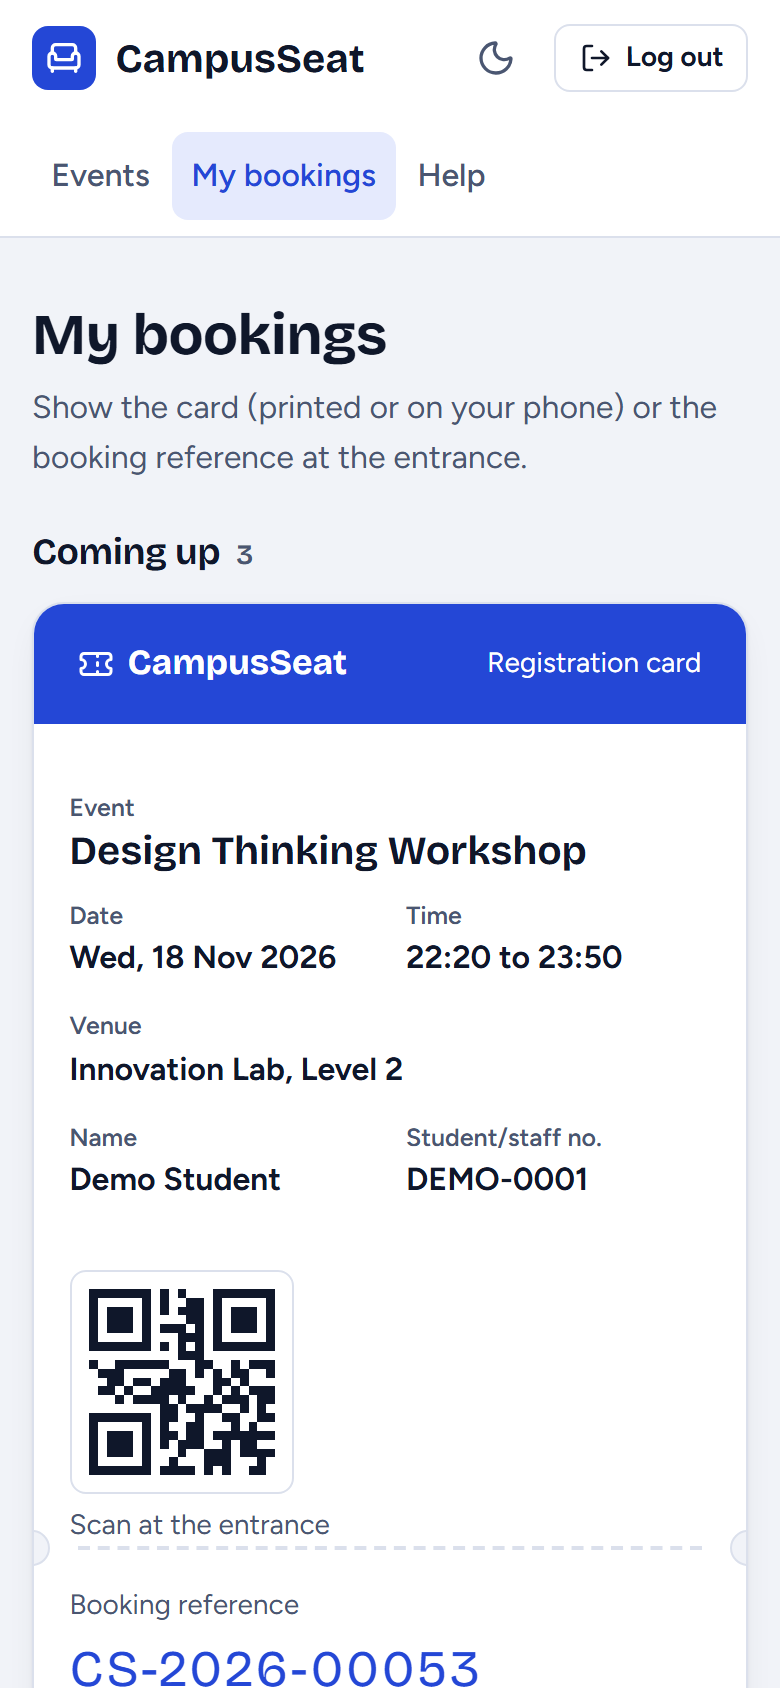 CampusSeat
Log out
Events
My bookings
Help
My bookings
Show the card (printed or on your phone) or the
booking reference at the entrance.
Coming up 3
CampusSeat
Registration card
Event
Design Thinking Workshop
Date
Time
Wed, 18 Nov 2026
22:20 to 23:50
Venue
Innovation Lab, Level 2
Name
Student/staff no.
Demo Student
DEMO-0001
Scan at the entrance
Booking reference
CS-2026-00053